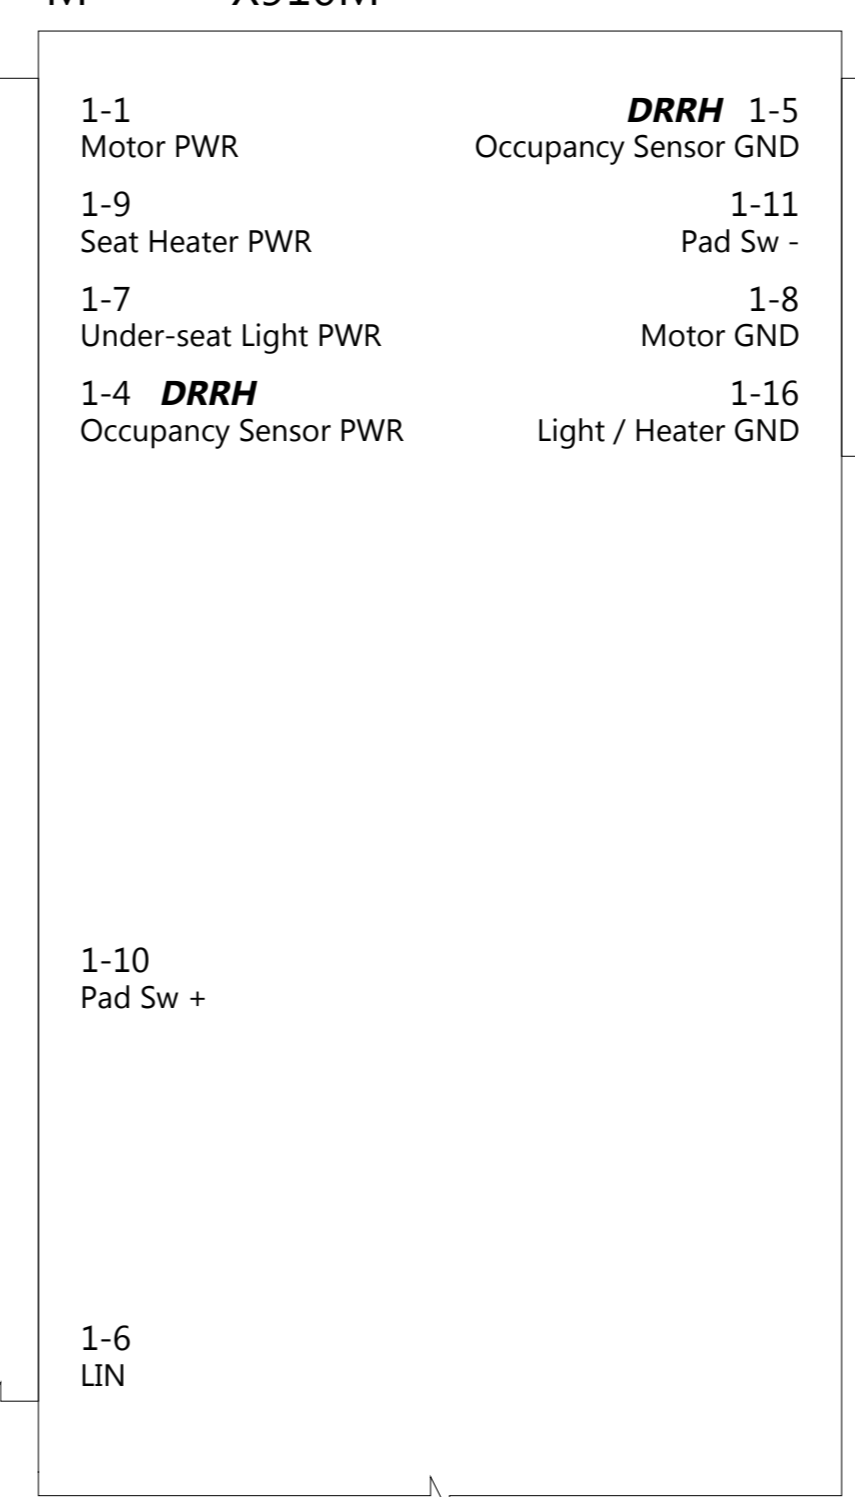 1-1
Motor PWR
1-9
Seat Heater PWR
1-7
Under-seat Light PWR
1-4 DRRH
Occupancy Sensor PWR
1-10
Pad Sw +
1-6
LIN
DRRH 1-5
Occupancy Sensor GND
1-11
Pad Sw -
1-8
Motor GND
1-16
Light / Heater GND